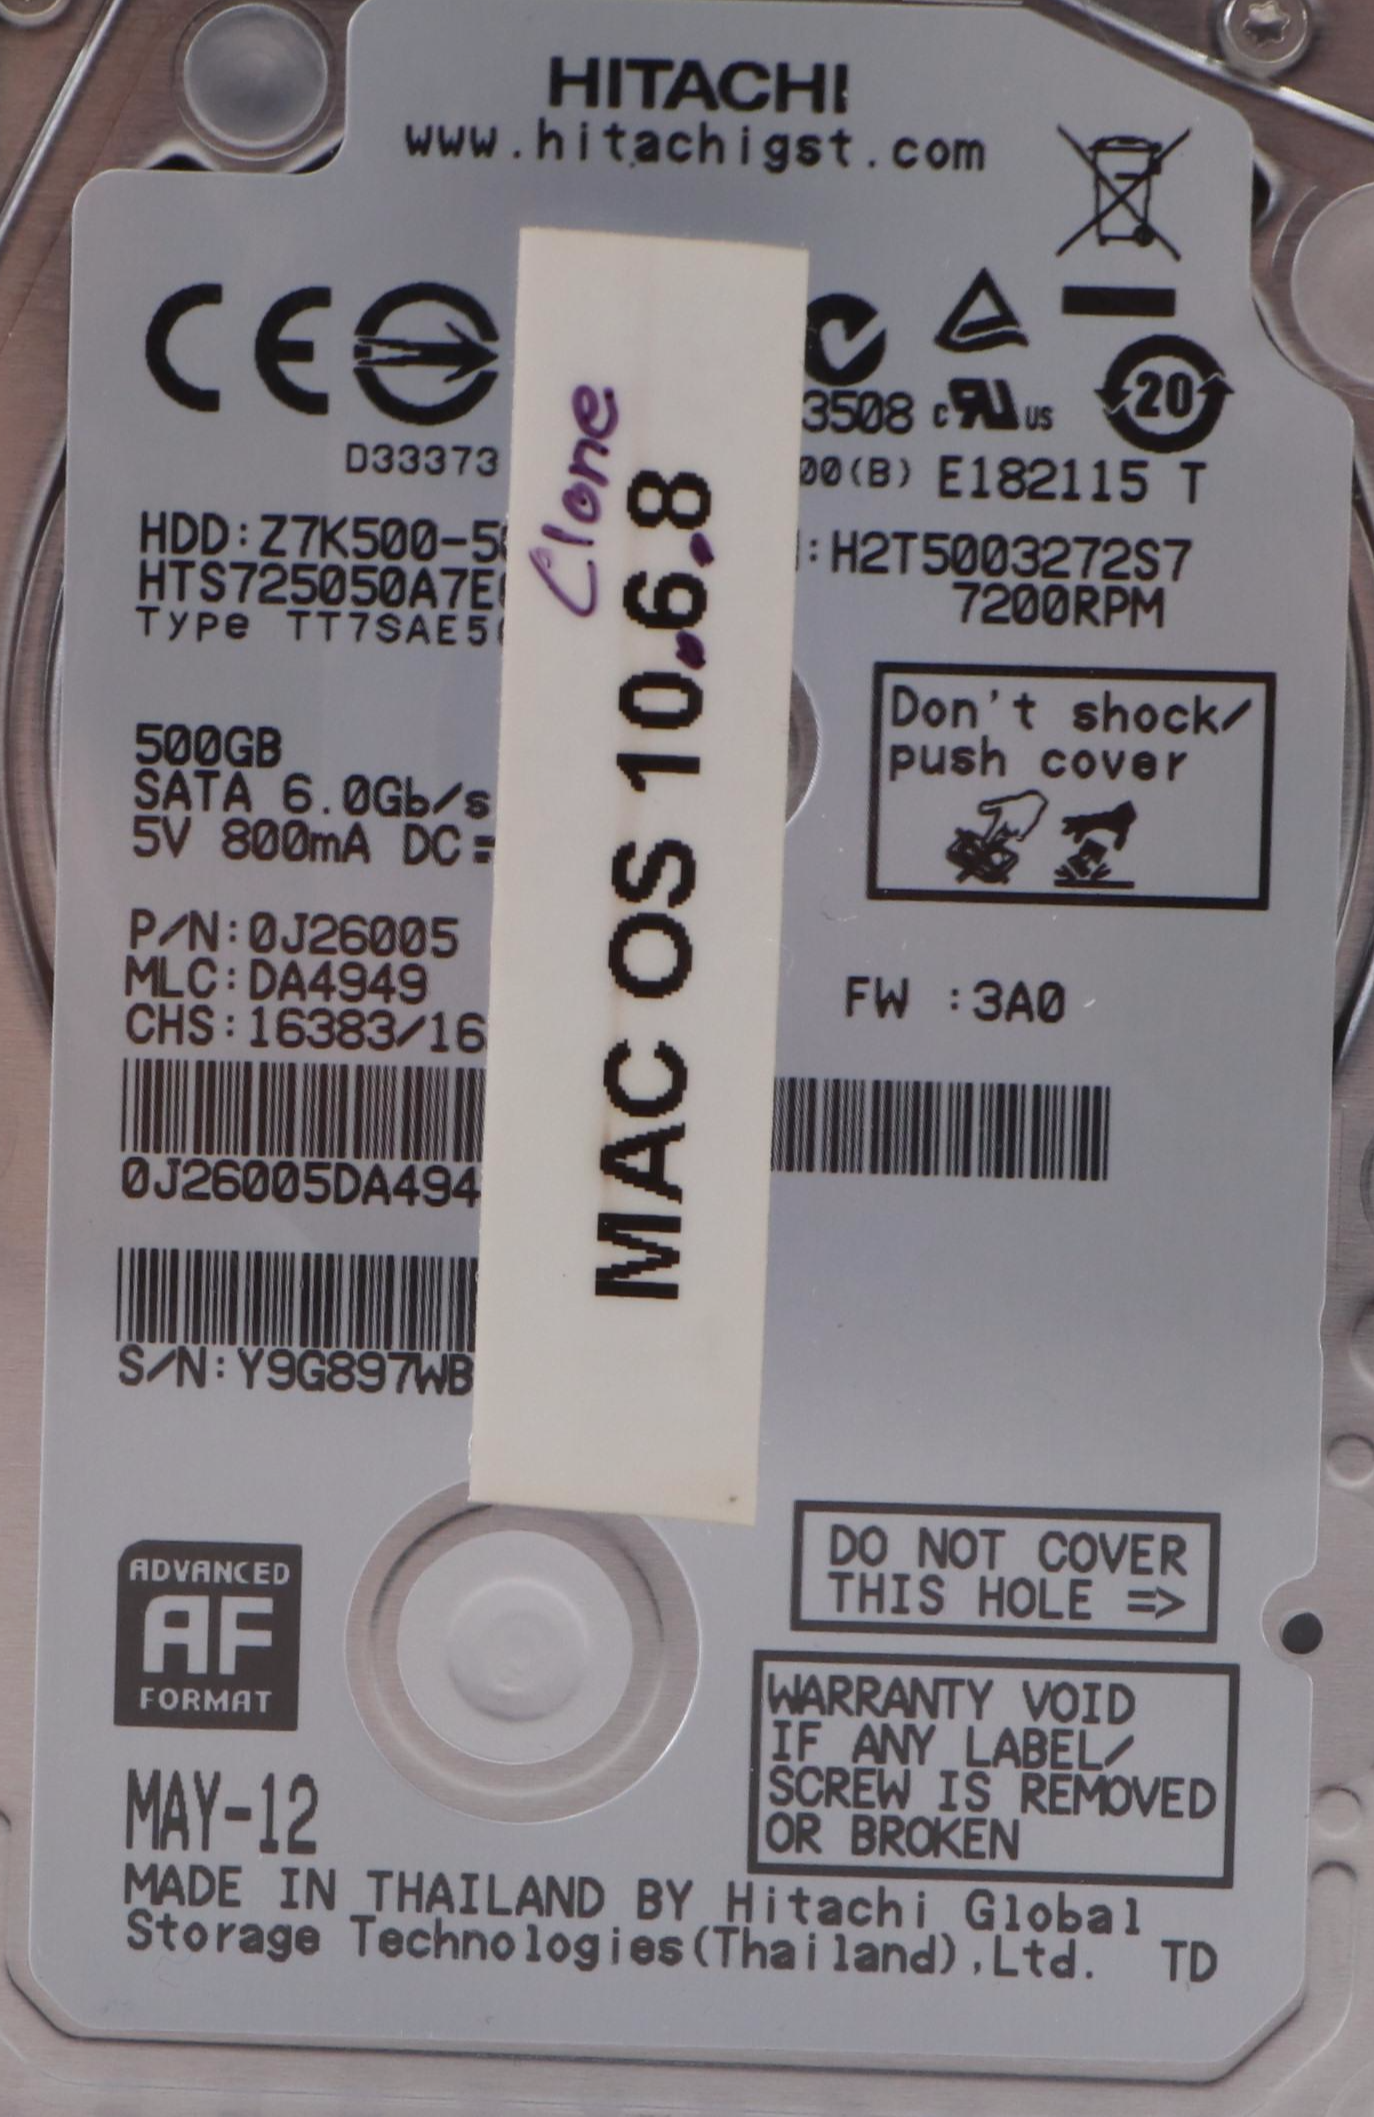 HITACHI
www.hitachigst.com
CE
20
3508 c RU US
D33373
00(B) E182115 T
HDD:Z7K500-5
:H2T5003272S7
HTS725050A7E
7200RPM
Type TT7SAE5
Don't shock/
push cover
500GB
SATA 6.0Gb/s
5V 800mA DC
P/N:0J26005
MLC:DA4949
FW :3A0
CHS:16383/16
0J26005DA494
S/N:Y9G897WB
Clone
MAC OS 10.6.8
DO NOT COVER
THIS HOLE =>
ADVANCED
AF
FORMAT
WARRANTY VOID
IF ANY LABEL/
SCREW IS REMOVED
OR BROKEN
MAY-12
MADE IN THAILAND BY Hitachi Global
Storage Technologies(Thailand),Ltd. TD